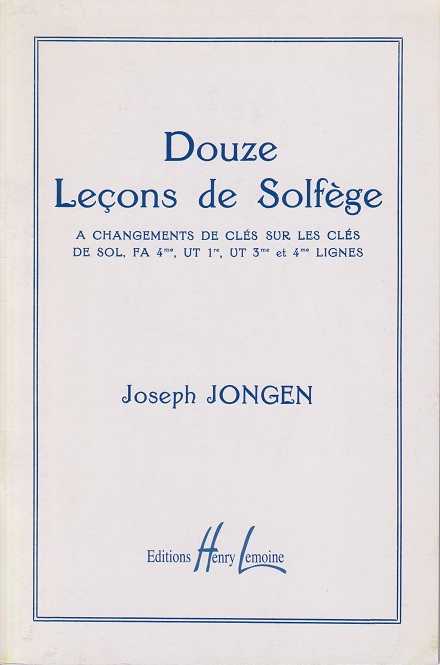 Douze
Leçons de Solfège
A CHANGEMENTS DE CLÉS SUR LES CLÉS
DE SOL, FA 4me, UT 1re, UT 3me et 4me LIGNES
Joseph JONGEN
Editions Henry Lemoine